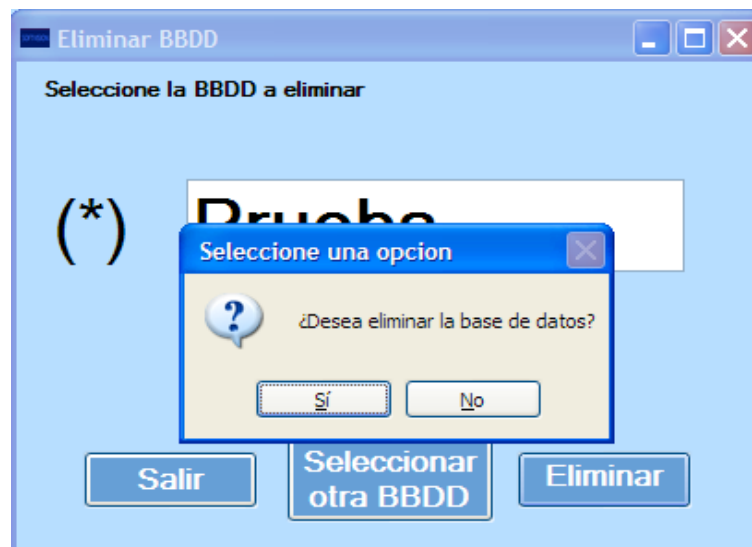 Eliminar BBDD
Seleccione la BBDD a eliminar
(*) Prueba
Seleccione una opcion
¿Desea eliminar la base de datos?
Sí No
Salir Seleccionar otra BBDD Eliminar